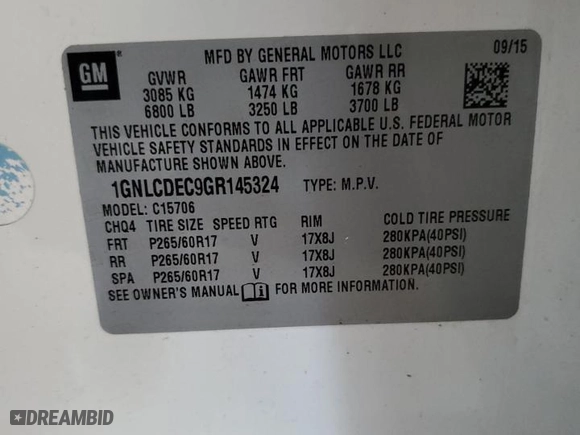 GM
MFD BY GENERAL MOTORS LLC 09/15
GVWR GAWR FRT GAWR RR
3085 KG 1474 KG 1678 KG
6800 LB 3250 LB 3700 LB
THIS VEHICLE CONFORMS TO ALL APPLICABLE U.S. FEDERAL MOTOR
VEHICLE SAFETY STANDARDS IN EFFECT ON THE DATE OF
MANUFACTURE SHOWN ABOVE.
1GNLCDEC9GR145324 TYPE: M.P.V.
MODEL: C15706
CHQ4 TIRE SIZE SPEED RTG RIM COLD TIRE PRESSURE
FRT P265/60R17 V 17X8J 280KPA(40PSI)
RR P265/60R17 V 17X8J 280KPA(40PSI)
SPA P265/60R17 V 17X8J 280KPA(40PSI)
SEE OWNER'S MANUAL FOR MORE INFORMATION.
DREAMBID